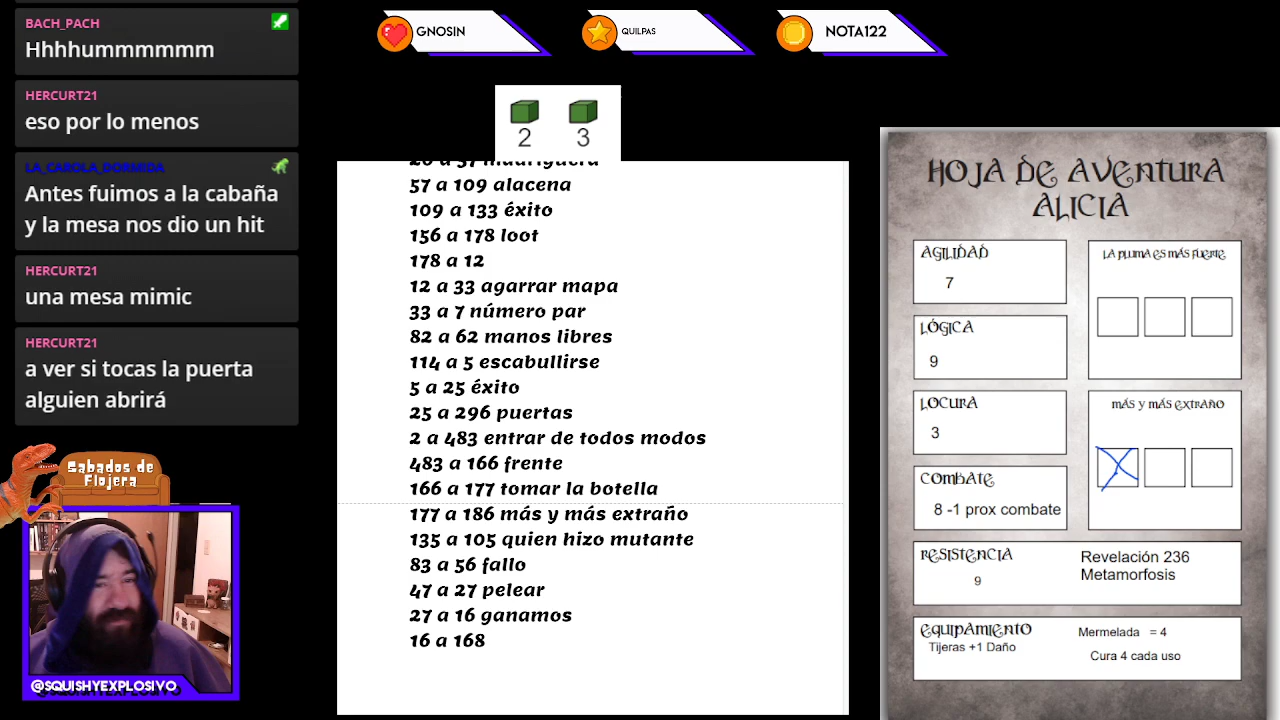 BACH_PACH
Hhhhummmmmm
HERCURT21
eso por lo menos
LA_CAROLA_DORMIDA
Antes fuimos a la cabaña
y la mesa nos dio un hit
HERCURT21
una mesa mimic
HERCURT21
a ver si tocas la puerta
alguien abrirá
Sabados de
Flojera
@SQUISHYEXPLOSIVO
GNOSIN
QUILPAS
NOTA122
2 3
57 a 109 alacena
109 a 133 éxito
156 a 178 loot
178 a 12
12 a 33 agarrar mapa
33 a 7 número par
82 a 62 manos libres
114 a 5 escabullirse
5 a 25 éxito
25 a 296 puertas
2 a 483 entrar de todos modos
483 a 166 frente
166 a 177 tomar la botella
177 a 186 más y más extraño
135 a 105 quien hizo mutante
83 a 56 fallo
47 a 27 pelear
27 a 16 ganamos
16 a 168
HOJA DE AVENTURA
ALICIA
AGILIDAD
7
LÓGICA
9
LOCURA
3
COMBATE
8 -1 prox combate
LA PLUMA ES MÁS FUERTE
MÁS Y MÁS EXTRAÑO
RESISTENCIA
9
Revelación 236
Metamorfosis
EQUIPAMIENTO
Tijeras +1 Daño
Mermelada = 4
Cura 4 cada uso